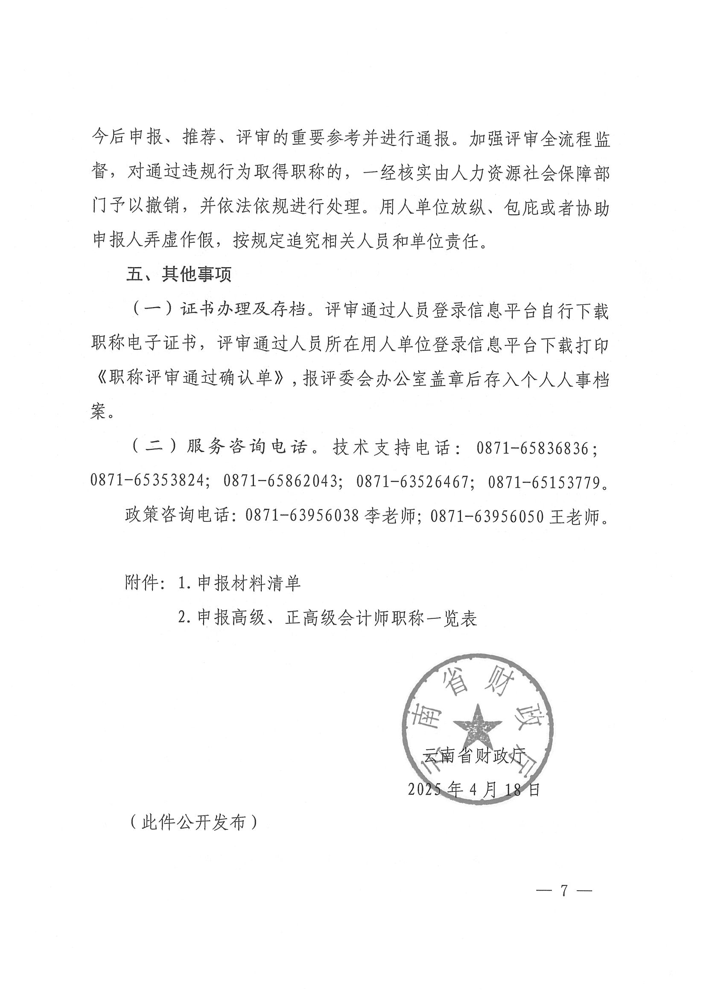 今后申报、推荐、评审的重要参考并进行通报。加强评审全流程监
督，对通过违规行为取得职称的，一经核实由人力资源社会保障部
门予以撤销，并依法依规进行处理。用人单位放纵、包庇或者协助
申报人弄虚作假，按规定追究相关人员和单位责任。
五、其他事项
（一）证书办理及存档。评审通过人员登录信息平台自行下载
职称电子证书，评审通过人员所在用人单位登录信息平台下载打印
《职称评审通过确认单》，报评委会办公室盖章后存入个人人事档
案。
（二）服务咨询电话。技术支持电话：0871-65836836；
0871-65353824；0871-65862043；0871-63526467；0871-65153779。
政策咨询电话：0871-63956038 李老师；0871-63956050 王老师。
附件：1. 申报材料清单
2. 申报高级、正高级会计师职称一览表
云南省财政厅
云南省财政厅
2025 年 4 月 18 日
（此件公开发布）
— 7 —